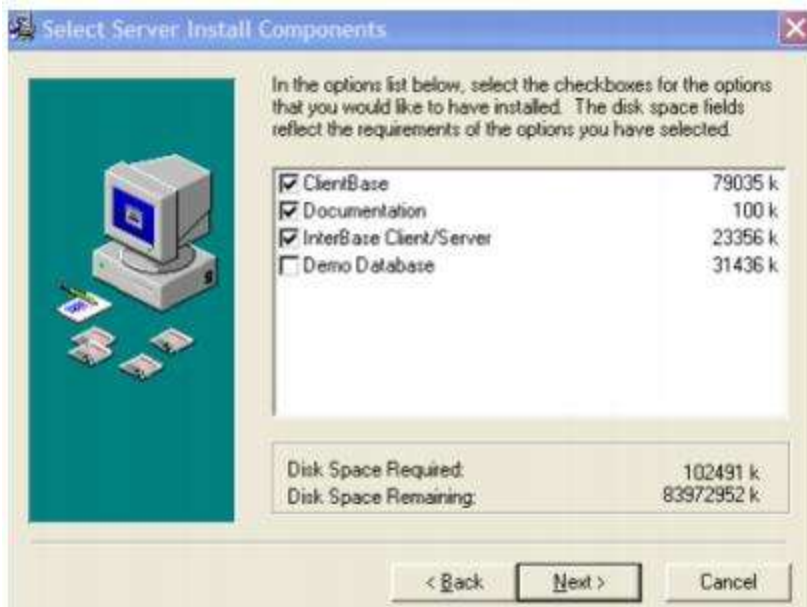 Select Server Install Components
In the options list below, select the checkboxes for the options
that you would like to have installed. The disk space fields
reflect the requirements of the options you have selected.
ClientBase 79035 k
Documentation 100 k
InterBase Client/Server 23356 k
Demo Database 31436 k
Disk Space Required: 102491 k
Disk Space Remaining: 83972952 k
< Back Next > Cancel